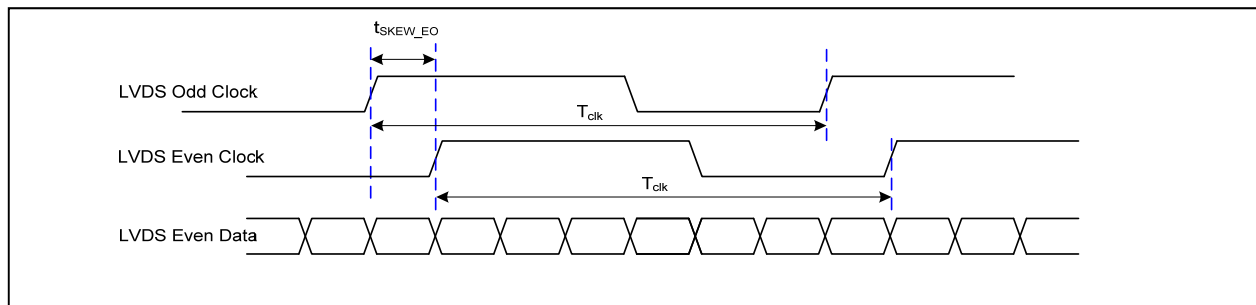 tSKEW_EO
LVDS Odd Clock
Tclk
LVDS Even Clock
Tclk
LVDS Even Data